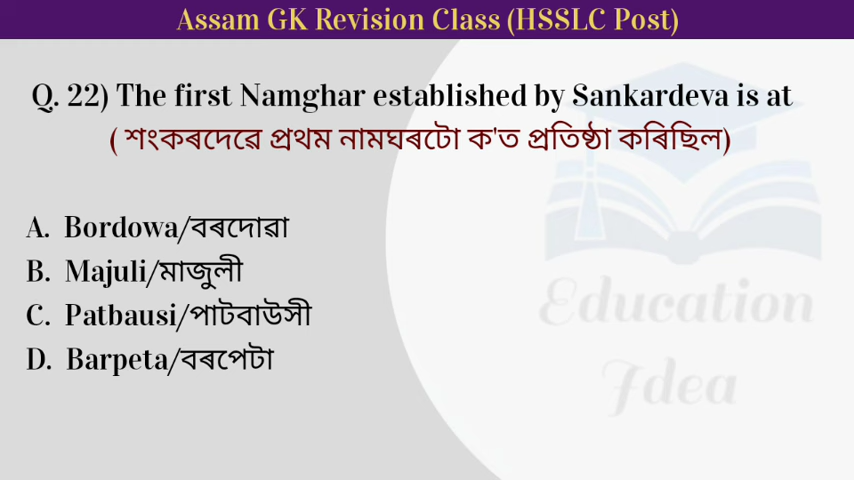 Assam GK Revision Class (HSSLC Post)
Q. 22) The first Namghar established by Sankardeva is at
( শংকৰদেৱে প্ৰথম নামঘৰটো ক'ত প্ৰতিষ্ঠা কৰিছিল)
A. Bordowa/বৰদোৱা
B. Majuli/মাজুলী
C. Patbausi/পাটবাউসী
D. Barpeta/বৰপেটা
Education
Idea